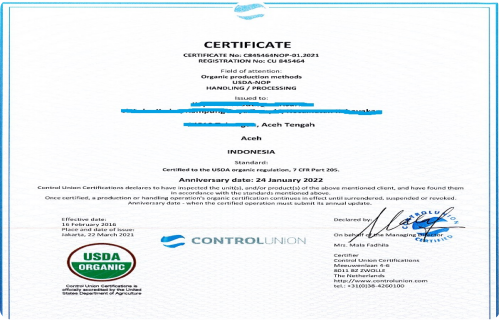 CONTROLUNION
CERTIFICATE
CERTIFICATE No: C845464NOP-01.2021
REGISTRATION No: CU 845464
Field of attention:
Organic production methods
USDA-NOP
HANDLING / PROCESSING
Issued to:
, Aceh Tengah
Aceh
INDONESIA
Standard:
Certified to the USDA organic regulation, 7 CFR Part 205.
Anniversary date: 24 January 2022
Control Union Certifications declares to have inspected the unit(s), and/or product(s) of the above mentioned client, and have found them
in accordance with the standards mentioned above.
Once certified, a production or handling operation's organic certification continues in effect until surrendered, suspended or revoked.
Anniversary date - when the certified operation must submit its annual update.
Effective date:
16 February 2016
Place and date of issue:
Jakarta, 22 March 2021
USDA
ORGANIC
Control Union Certifications is
officially accredited by the United
States Department of Agriculture
CONTROLUNION
Declared by:
On behalf of the Managing Director
Mrs. Mala Fadhila
Certifier
Control Union Certifications
Meeuwenlaan 4-6
8011 BZ ZWOLLE
The Netherlands
http://www.controlunion.com
tel.: +31(0)38-4260100
CONTROL UNION
CERTIFIED